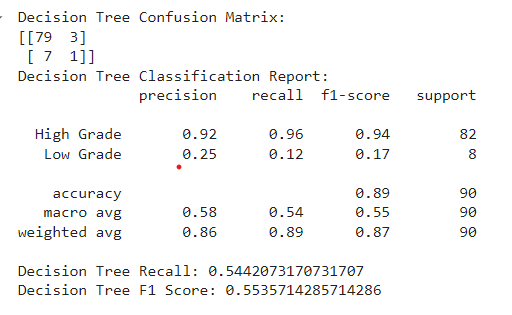 Decision Tree Confusion Matrix:
[[79  3]
 [ 7  1]]
Decision Tree Classification Report:
              precision    recall  f1-score   support

  High Grade       0.92      0.96      0.94        82
   Low Grade       0.25      0.12      0.17         8

    accuracy                           0.89        90
   macro avg       0.58      0.54      0.55        90
weighted avg       0.86      0.89      0.87        90

Decision Tree Recall: 0.5442073170731707
Decision Tree F1 Score: 0.5535714285714286